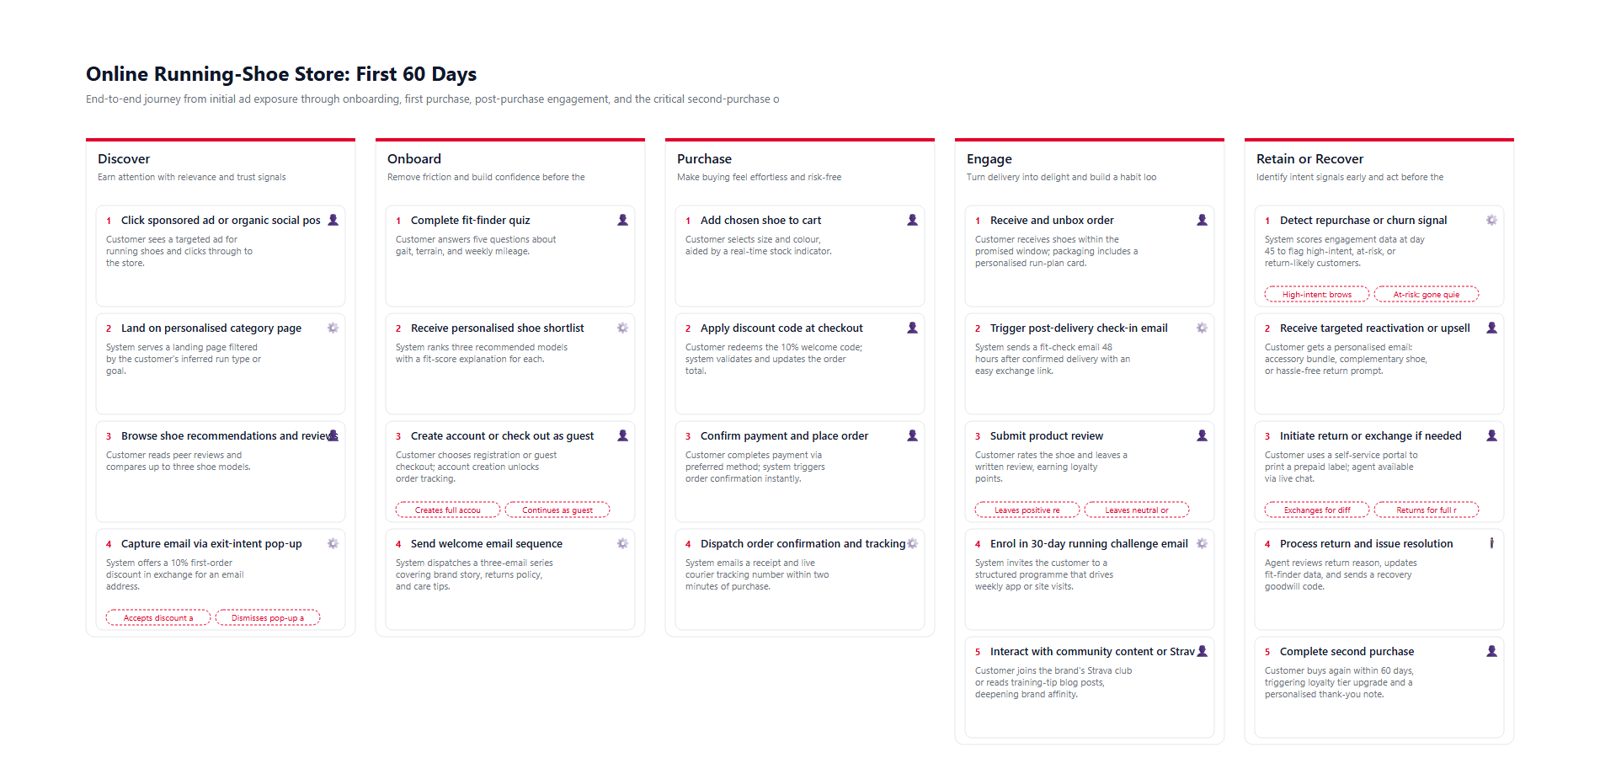 Online Running-Shoe Store: First 60 Days
End-to-end journey from initial ad exposure through onboarding, first purchase, post-purchase engagement, and the critical second-purchase o
Discover
Earn attention with relevance and trust signals
1 Click sponsored ad or organic social pos
Customer sees a targeted ad for
running shoes and clicks through to
the store.
2 Land on personalised category page
System serves a landing page filtered
by the customer's inferred run type or
goal.
3 Browse shoe recommendations and reviews
Customer reads peer reviews and
compares up to three shoe models.
4 Capture email via exit-intent pop-up
System offers a 10% first-order
discount in exchange for an email
address.
Accepts discount a
Dismisses pop-up a
Onboard
Remove friction and build confidence before the
1 Complete fit-finder quiz
Customer answers five questions about
gait, terrain, and weekly mileage.
2 Receive personalised shoe shortlist
System ranks three recommended models
with a fit-score explanation for each.
3 Create account or check out as guest
Customer chooses registration or guest
checkout; account creation unlocks
order tracking.
Creates full accou
Continues as guest
4 Send welcome email sequence
System dispatches a three-email series
covering brand story, returns policy,
and care tips.
Purchase
Make buying feel effortless and risk-free
1 Add chosen shoe to cart
Customer selects size and colour,
aided by a real-time stock indicator.
2 Apply discount code at checkout
Customer redeems the 10% welcome code;
system validates and updates the order
total.
3 Confirm payment and place order
Customer completes payment via
preferred method; system triggers
order confirmation instantly.
4 Dispatch order confirmation and tracking
System emails a receipt and live
courier tracking number within two
minutes of purchase.
Engage
Turn delivery into delight and build a habit loo
1 Receive and unbox order
Customer receives shoes within the
promised window; packaging includes a
personalised run-plan card.
2 Trigger post-delivery check-in email
System sends a fit-check email 48
hours after confirmed delivery with an
easy exchange link.
3 Submit product review
Customer rates the shoe and leaves a
written review, earning loyalty
points.
Leaves positive re
Leaves neutral or
4 Enrol in 30-day running challenge email
System invites the customer to a
structured programme that drives
weekly app or site visits.
5 Interact with community content or Strav
Customer joins the brand's Strava club
or reads training-tip blog posts,
deepening brand affinity.
Retain or Recover
Identify intent signals early and act before the
1 Detect repurchase or churn signal
System scores engagement data at day
45 to flag high-intent, at-risk, or
return-likely customers.
High-intent: brows
At-risk: gone quie
2 Receive targeted reactivation or upsell
Customer gets a personalised email:
accessory bundle, complementary shoe,
or hassle-free return prompt.
3 Initiate return or exchange if needed
Customer uses a self-service portal to
print a prepaid label; agent available
via live chat.
Exchanges for diff
Returns for full r
4 Process return and issue resolution
Agent reviews return reason, updates
fit-finder data, and sends a recovery
goodwill code.
5 Complete second purchase
Customer buys again within 60 days,
triggering loyalty tier upgrade and a
personalised thank-you note.